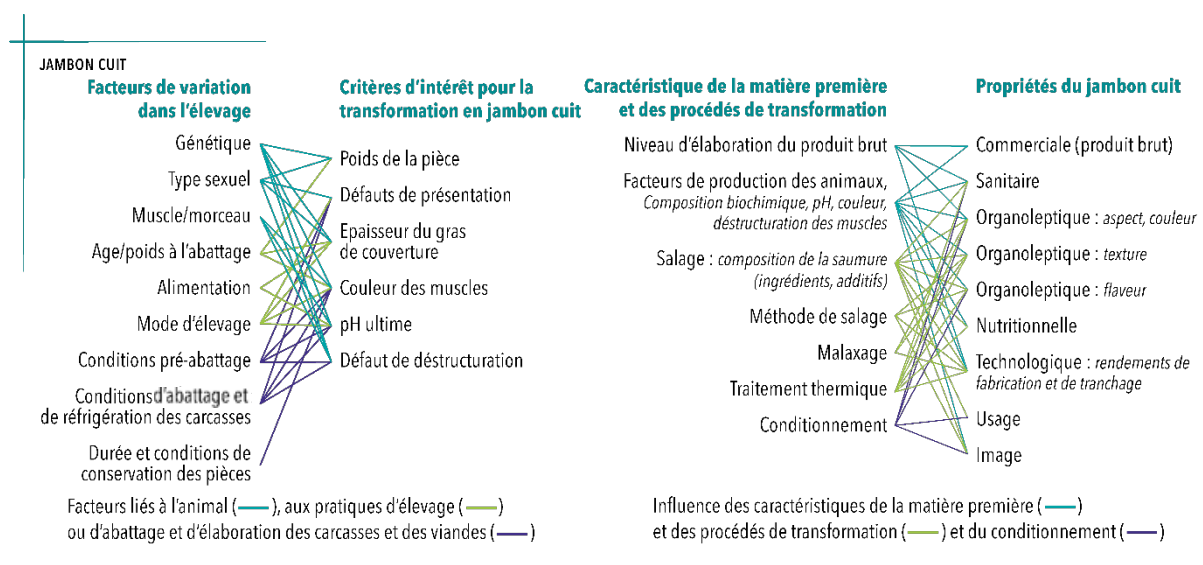 JAMBON CUIT
Facteurs de variation
dans l'élevage
Génétique
Type sexuel
Muscle/morceau
Age/poids à l'abattage
Alimentation
Mode d'élevage
Conditions pré-abattage
Conditions d'abattage et
de réfrigération des carcasses
Durée et conditions de
conservation des pièces
Critères d'intérêt pour la
transformation en jambon cuit
Poids de la pièce
Défauts de présentation
Epaisseur du gras
de couverture
Couleur des muscles
pH ultime
Défaut de déstructuration
Facteurs liés à l'animal (—), aux pratiques d'élevage (—)
ou d'abattage et d'élaboration des carcasses et des viandes (—)
Caractéristique de la matière première
et des procédés de transformation
Niveau d'élaboration du produit brut
Facteurs de production des animaux,
Composition biochimique, pH, couleur,
déstructuration des muscles
Salage : composition de la saumure
(ingrédients, additifs)
Méthode de salage
Malaxage
Traitement thermique
Conditionnement
Propriétés du jambon cuit
Commerciale (produit brut)
Sanitaire
Organoleptique : aspect, couleur
Organoleptique : texture
Organoleptique : flaveur
Nutritionnelle
Technologique : rendements de
fabrication et de tranchage
Usage
Image
Influence des caractéristiques de la matière première (—)
et des procédés de transformation (—) et du conditionnement (—)